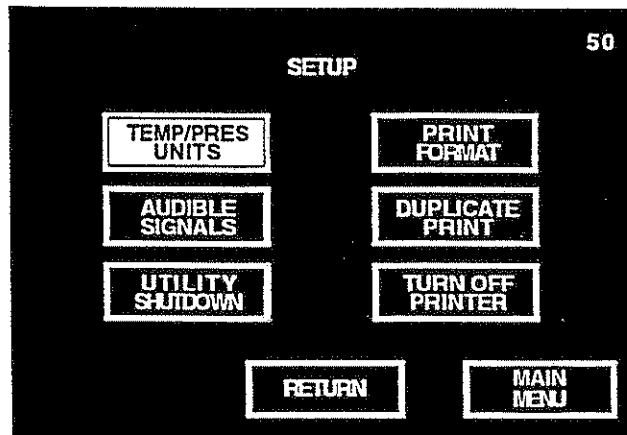 50
SETUP
TEMP/PRES
UNITS
PRINT
FORMAT
AUDIBLE
SIGNALS
DUPLICATE
PRINT
UTILITY
SHUTDOWN
TURN OFF
PRINTER
RETURN
MAIN
MENU